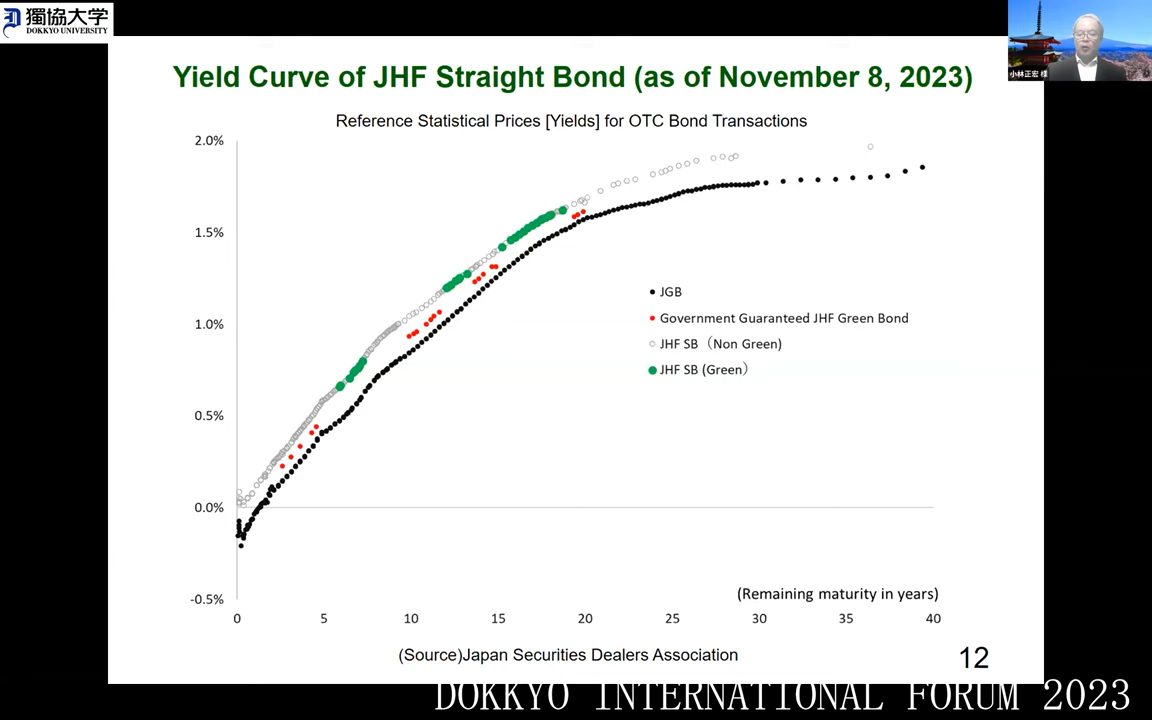 獨協大学
DOKKYO UNIVERSITY
小林正宏 様
Yield Curve of JHF Straight Bond (as of November 8, 2023)
Reference Statistical Prices [Yields] for OTC Bond Transactions
2.0%
1.5%
1.0%
0.5%
0.0%
-0.5%
JGB
Government Guaranteed JHF Green Bond
JHF SB（Non Green)
JHF SB (Green）
(Remaining maturity in years)
0 5 10 15 20 25 30 35 40
(Source)Japan Securities Dealers Association
12
DOKKYO INTERNATIONAL FORUM 2023